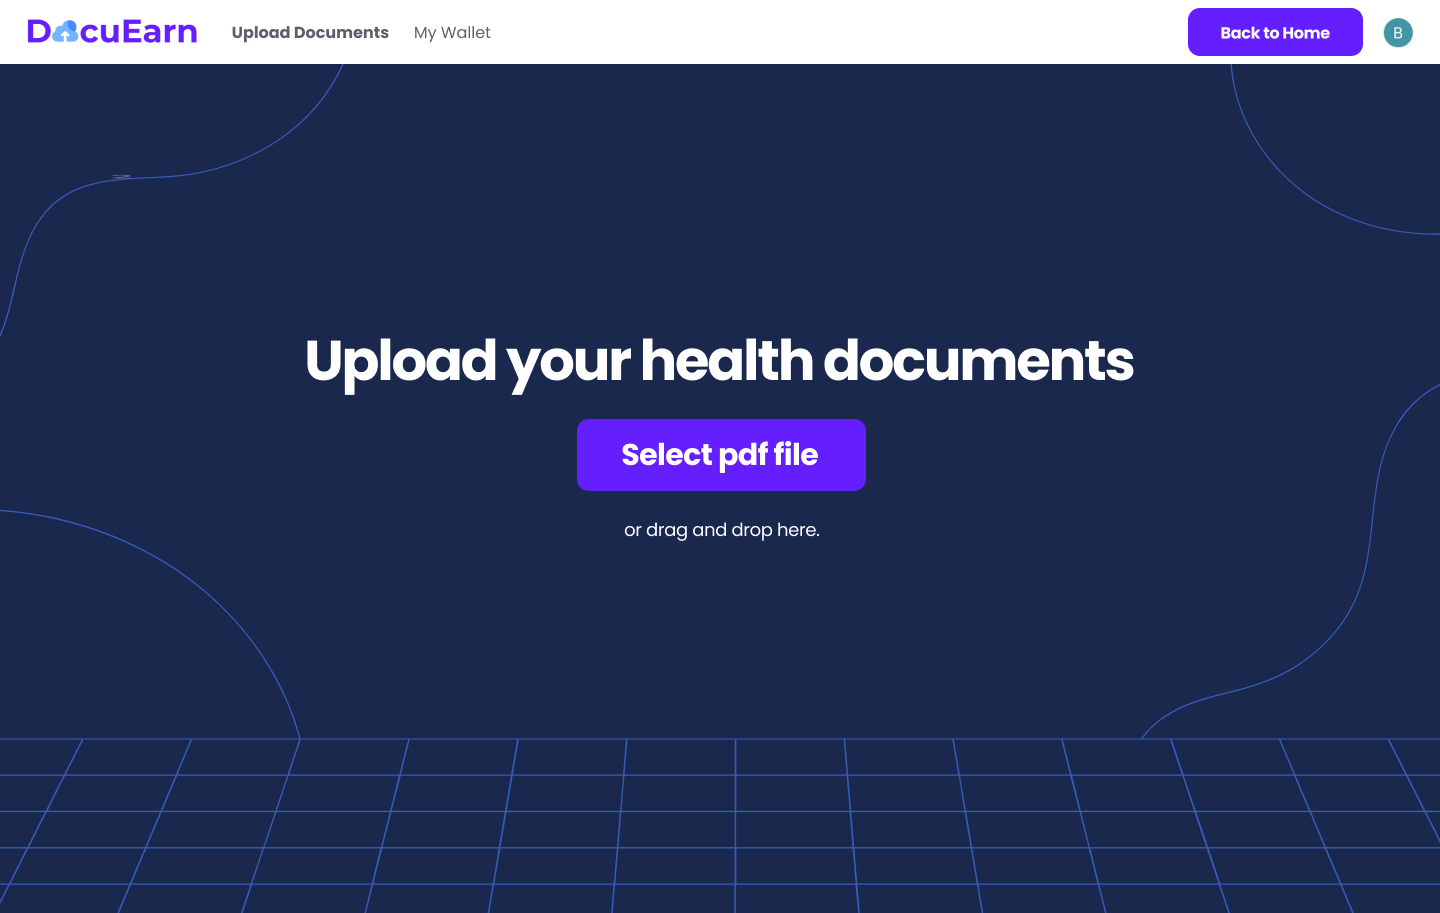 DocuEarn
Upload Documents
My Wallet
Back to Home
B
Upload your health documents
Select pdf file
or drag and drop here.